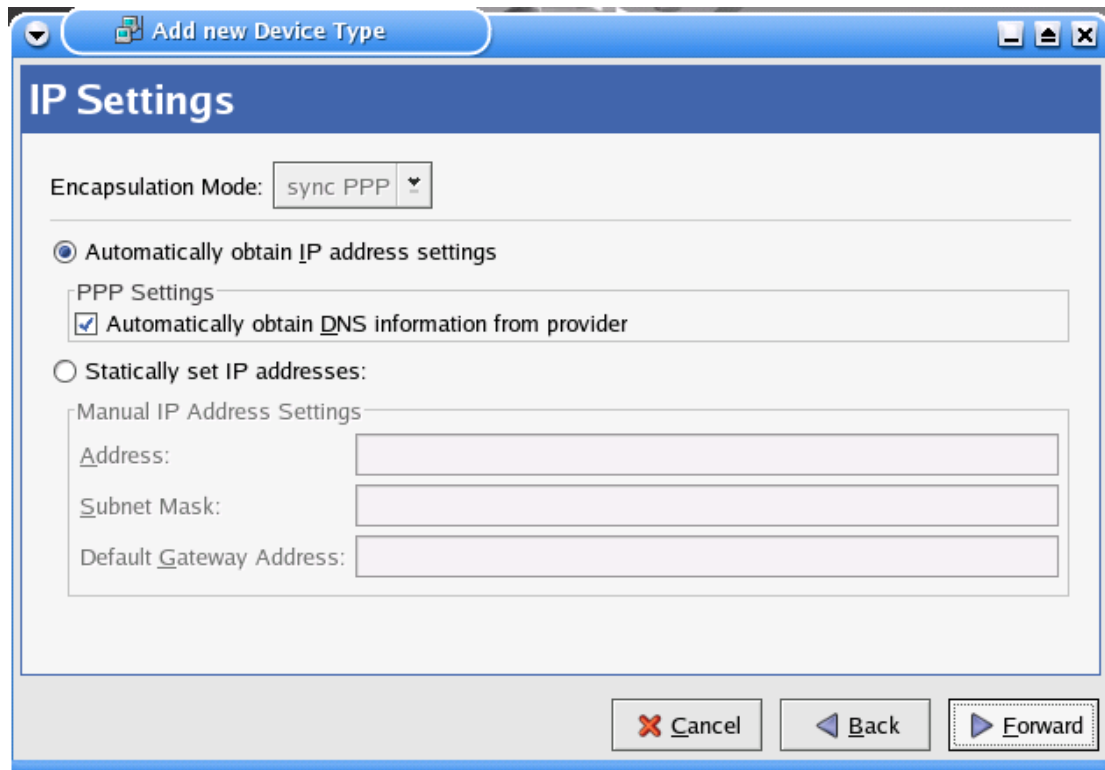 Add new Device Type
IP Settings
Encapsulation Mode: sync PPP
Automatically obtain IP address settings
PPP Settings
Automatically obtain DNS information from provider
Statically set IP addresses:
Manual IP Address Settings
Address:
Subnet Mask:
Default Gateway Address:
Cancel Back Forward